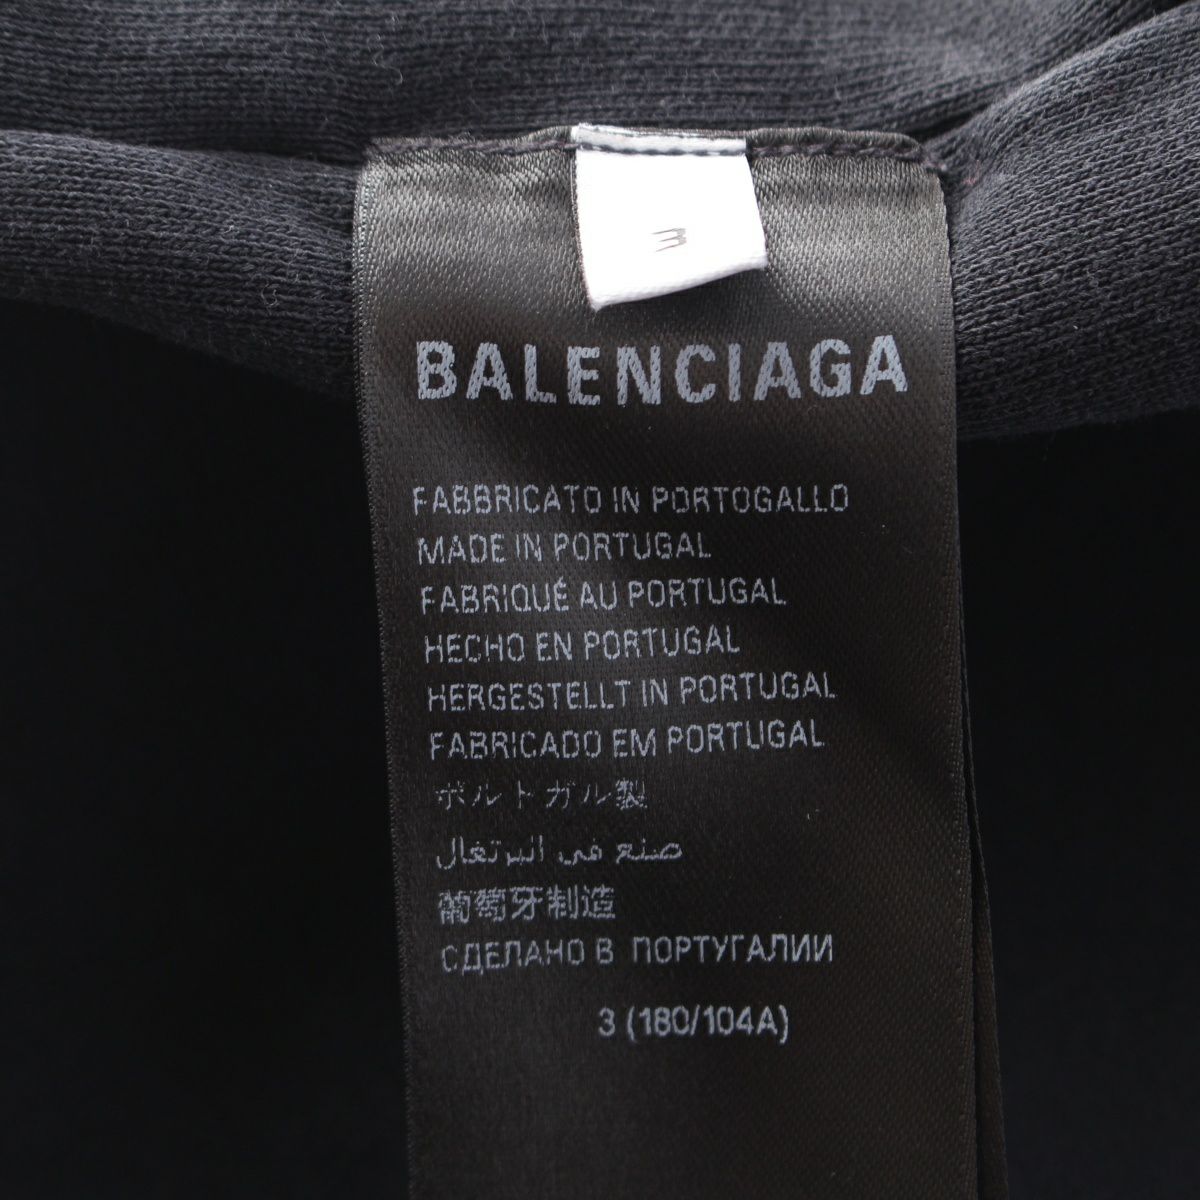 3
BALENCIAGA
FABBRICATO IN PORTOGALLO
MADE IN PORTUGAL
FABRIQUÉ AU PORTUGAL
HECHO EN PORTUGAL
HERGESTELLT IN PORTUGAL
FABRICADO EM PORTUGAL
ポルトガル製
صنع في البرتغال
葡萄牙制造
СДЕЛАНО В ПОРТУГАЛИИ
3 (180/104A)